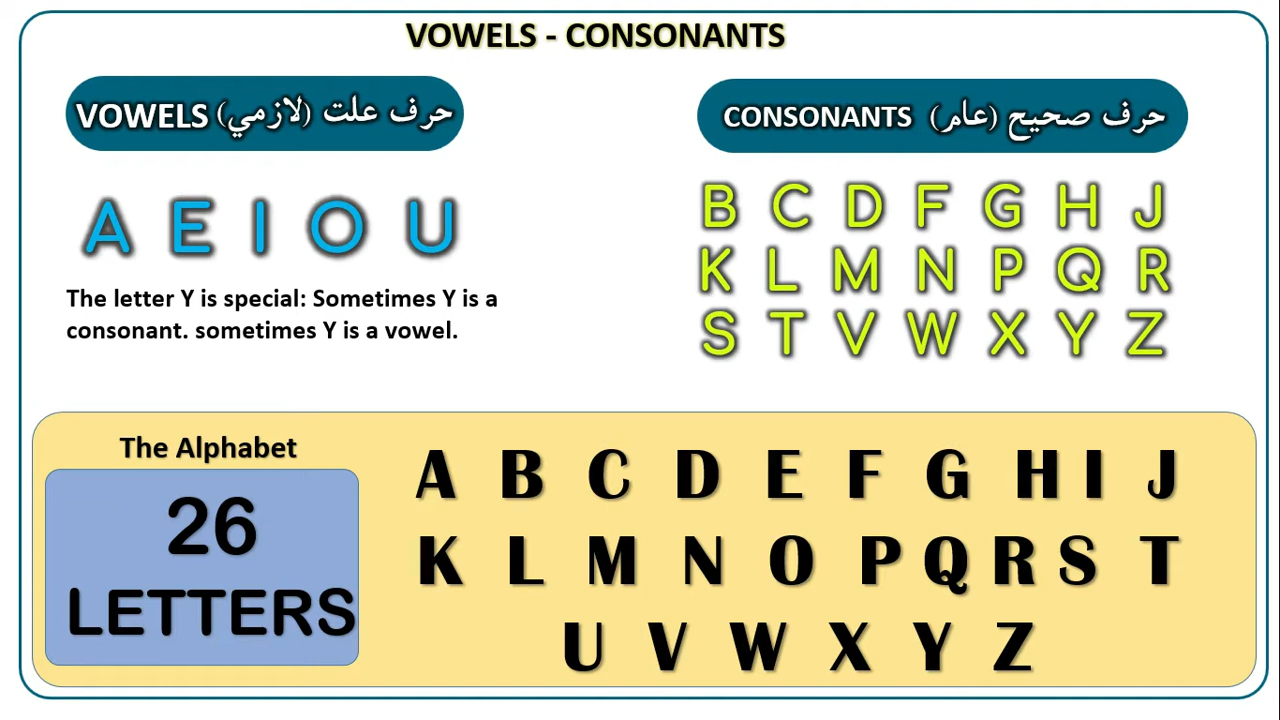 VOWELS - CONSONANTS
VOWELS (حرف علت (لازمي
CONSONANTS (حرف صحيح (عام
A E I O U
The letter Y is special: Sometimes Y is a
consonant. sometimes Y is a vowel.
B C D F G H J
K L M N P Q R
S T V W X Y Z
The Alphabet
26
LETTERS
A B C D E F G H I J
K L M N O P Q R S T
U V W X Y Z